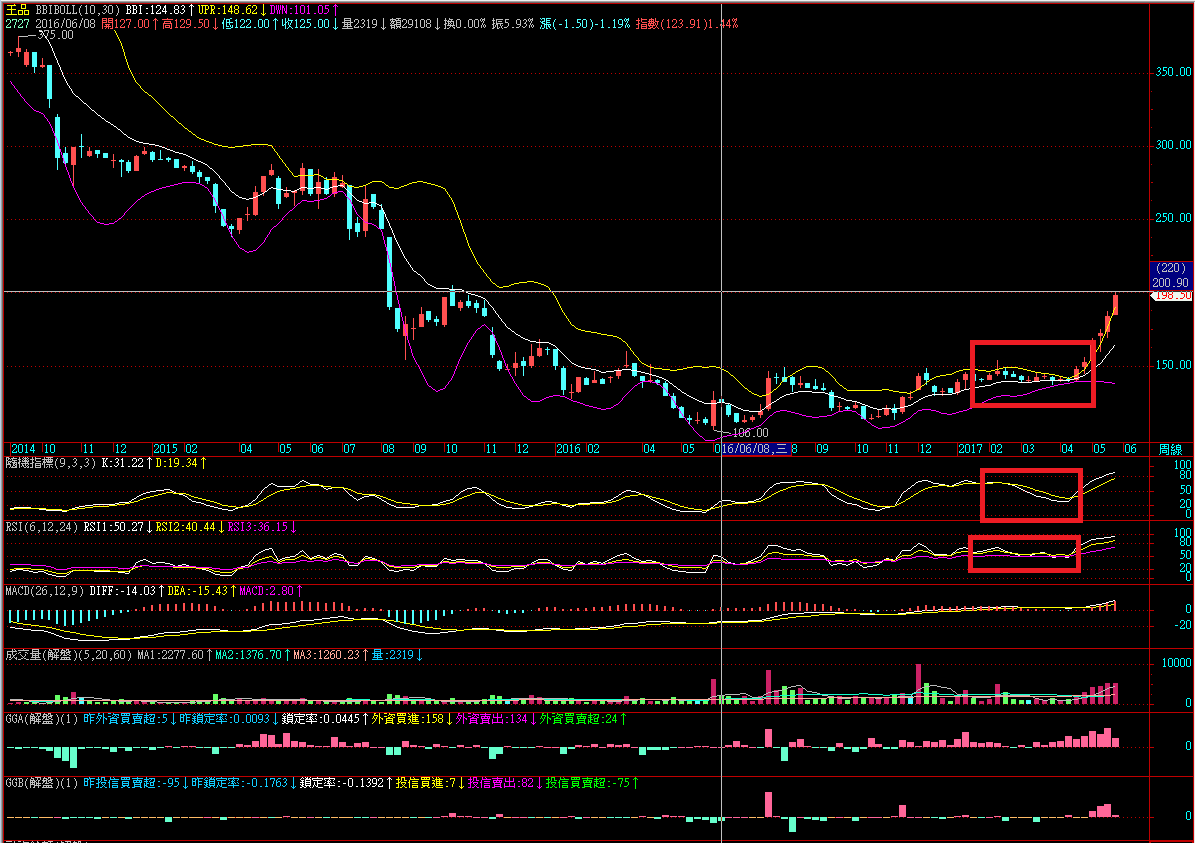 王品 BBIBOLL(10,30) BBI:124.83↑UPR:148.62↓DWN:101.05↑
2727 2016/06/08 開127.00↑高129.50↓低122.00↑收125.00↓量2319↓額29108↓換0.00% 振5.93% 漲(-1.50)-1.19% 指數(123.91)1.44%
375.00
350.00
300.00
250.00
(220)
200.90
198.50
150.00
106.00
2014 10 11 12 2015 02 04 05 06 07 08 09 10 11 12 2016 02 04 05 16/06/08,三 8 09 10 11 12 2017 02 03 04 05 06 周線
隨機指標(9,3,3) K:31.22↑D:19.34↑
100
80
50
20
0
RSI(6,12,24) RSI1:50.27↓RSI2:40.44↓RSI3:36.15↓
100
80
50
20
0
MACD(26,12,9) DIFF:-14.03↑DEA:-15.43↑MACD:2.80↑
0
-20
成交量(解盤)(5,20,60) MA1:2277.60↑MA2:1376.70↑MA3:1260.23↑量:2319↓
10000
0
GGA(解盤)(1) 昨外資買賣超:5↓昨鎖定率:0.0093↓鎖定率:0.0445↑外資買進:158↓外資賣出:134↓外資買賣超:24↑
0
GGB(解盤)(1) 昨投信買賣超:-95↓昨鎖定率:-0.1763↓鎖定率:-0.1392↑投信買進:7↓投信賣出:82↓投信買賣超:-75↑
0